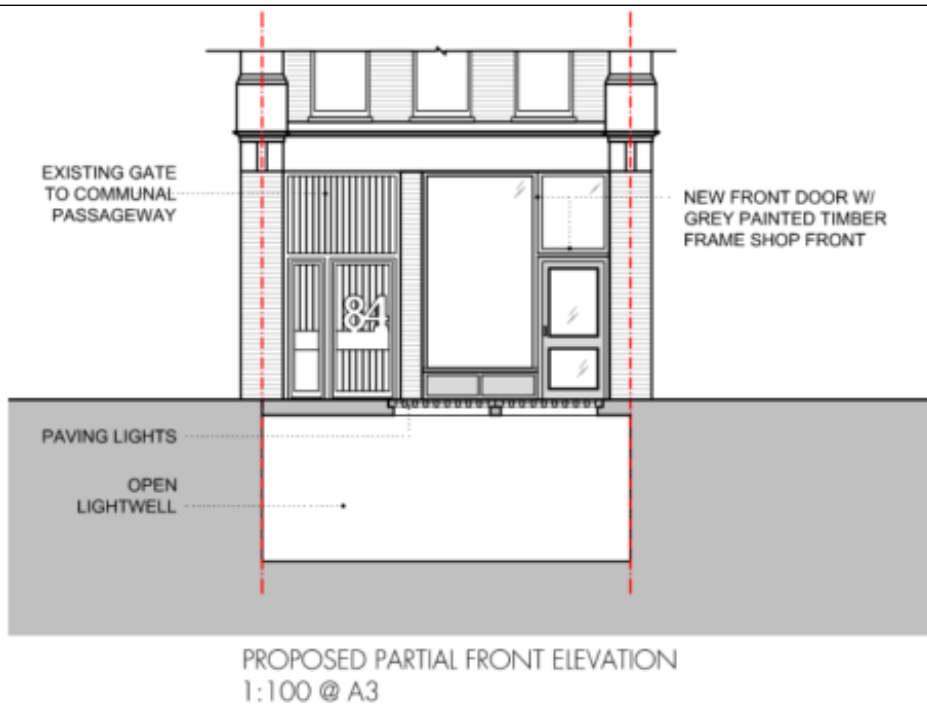 EXISTING GATE
TO COMMUNAL
PASSAGEWAY
NEW FRONT DOOR W/
GREY PAINTED TIMBER
FRAME SHOP FRONT
84
PAVING LIGHTS
OPEN
LIGHTWELL
PROPOSED PARTIAL FRONT ELEVATION
1:100 @ A3